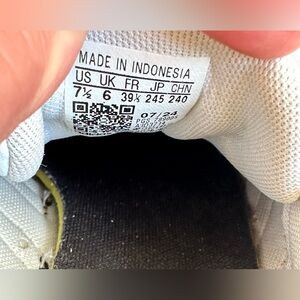 MADE IN INDONESIA
US UK FR JP CHN
7½ 6 39⅓ 245 240
07/24